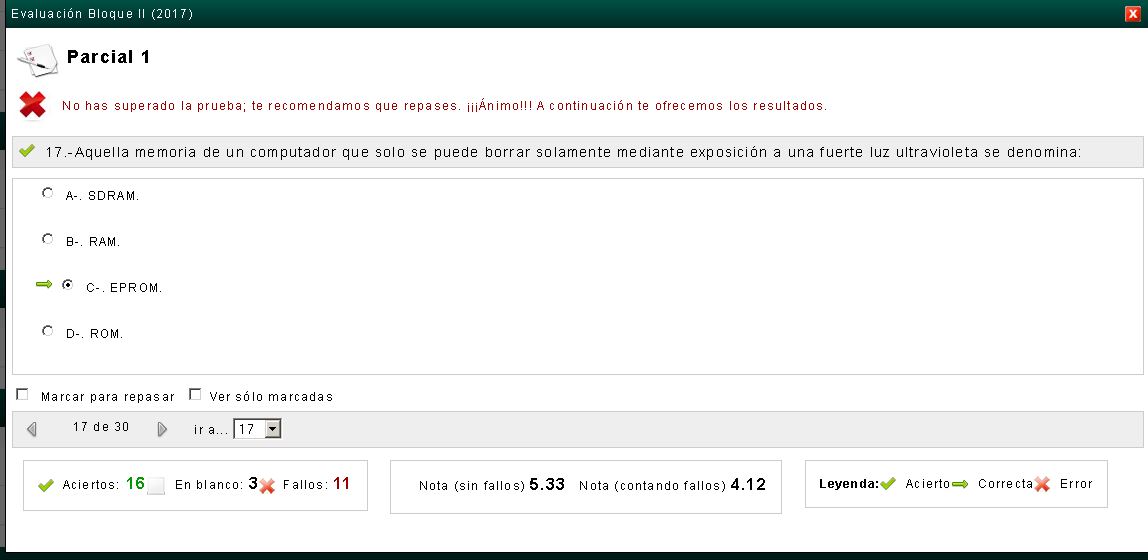 Evaluación Bloque II (2017)
Parcial 1
No has superado la prueba; te recomendamos que repases. ¡¡¡Ánimo!!! A continuación te ofrecemos los resultados.
17.-Aquella memoria de un computador que solo se puede borrar solamente mediante exposición a una fuerte luz ultravioleta se denomina:
A-. SDRAM.
B-. RAM.
C-. EPROM.
D-. ROM.
Marcar para repasar Ver sólo marcadas
17 de 30 ir a... 17
Aciertos: 16 En blanco: 3 Fallos: 11 Nota (sin fallos) 5.33 Nota (contando fallos) 4.12 Leyenda: Acierto Correcta Error